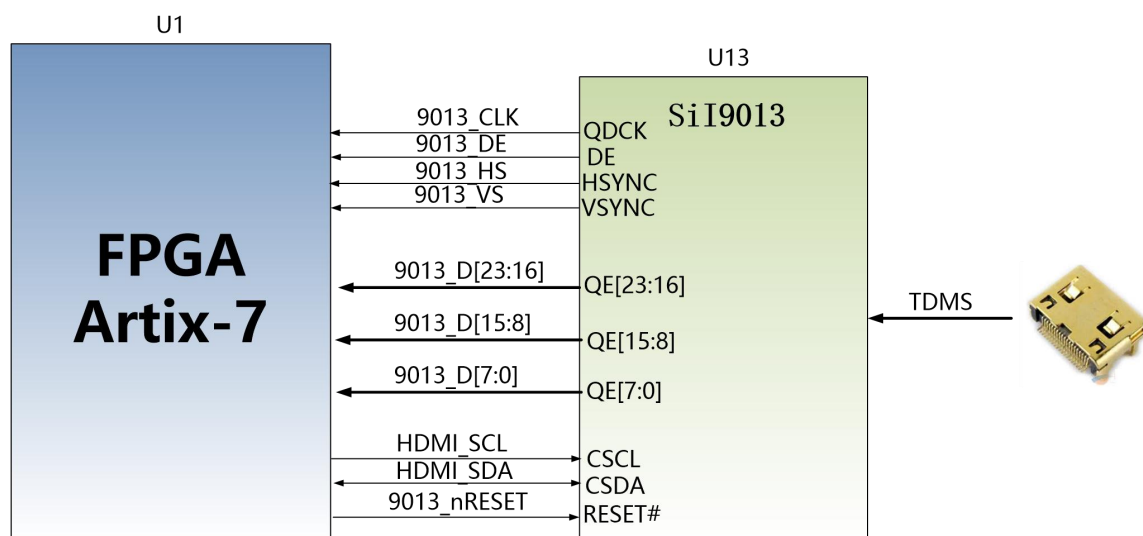 U1
U13
FPGA
Artix-7
SiI9013
9013_CLK
QDCK
9013_DE
DE
9013_HS
HSYNC
9013_VS
VSYNC
9013_D[23:16]
QE[23:16]
9013_D[15:8]
QE[15:8]
9013_D[7:0]
QE[7:0]
TDMS
HDMI_SCL
CSCL
HDMI_SDA
CSDA
9013_nRESET
RESET#